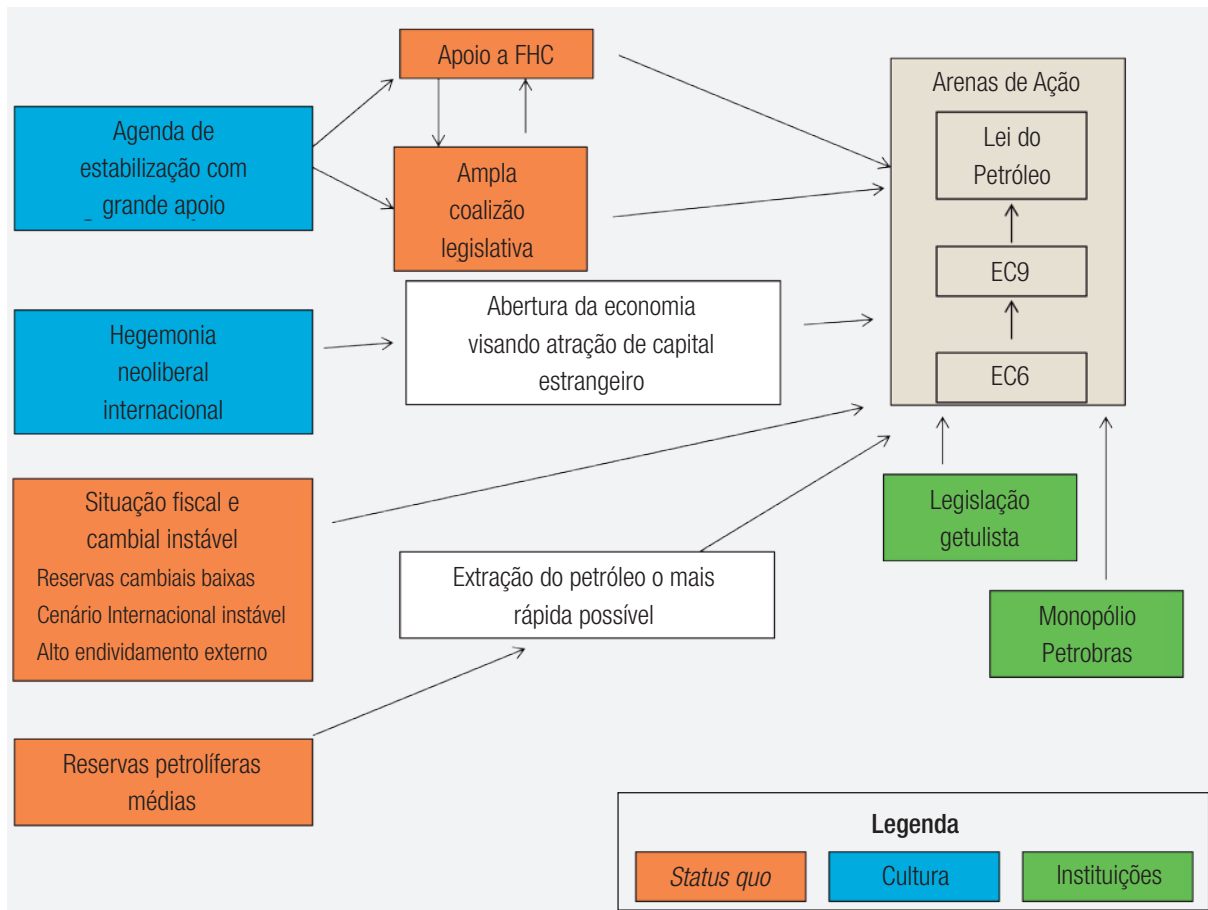 Apoio a FHC
Agenda de
estabilização com
grande apoio
Ampla
coalizão
legislativa
Arenas de Ação
Lei do
Petróleo
EC9
EC6
Hegemonia
neoliberal
internacional
Abertura da economia
visando atração de capital
estrangeiro
Situação fiscal e
cambial instável
Reservas cambiais baixas
Cenário Internacional instável
Alto endividamento externo
Extração do petróleo o mais
rápida possível
Legislação
getulista
Monopólio
Petrobras
Reservas petrolíferas
médias
Legenda
Status quo
Cultura
Instituições